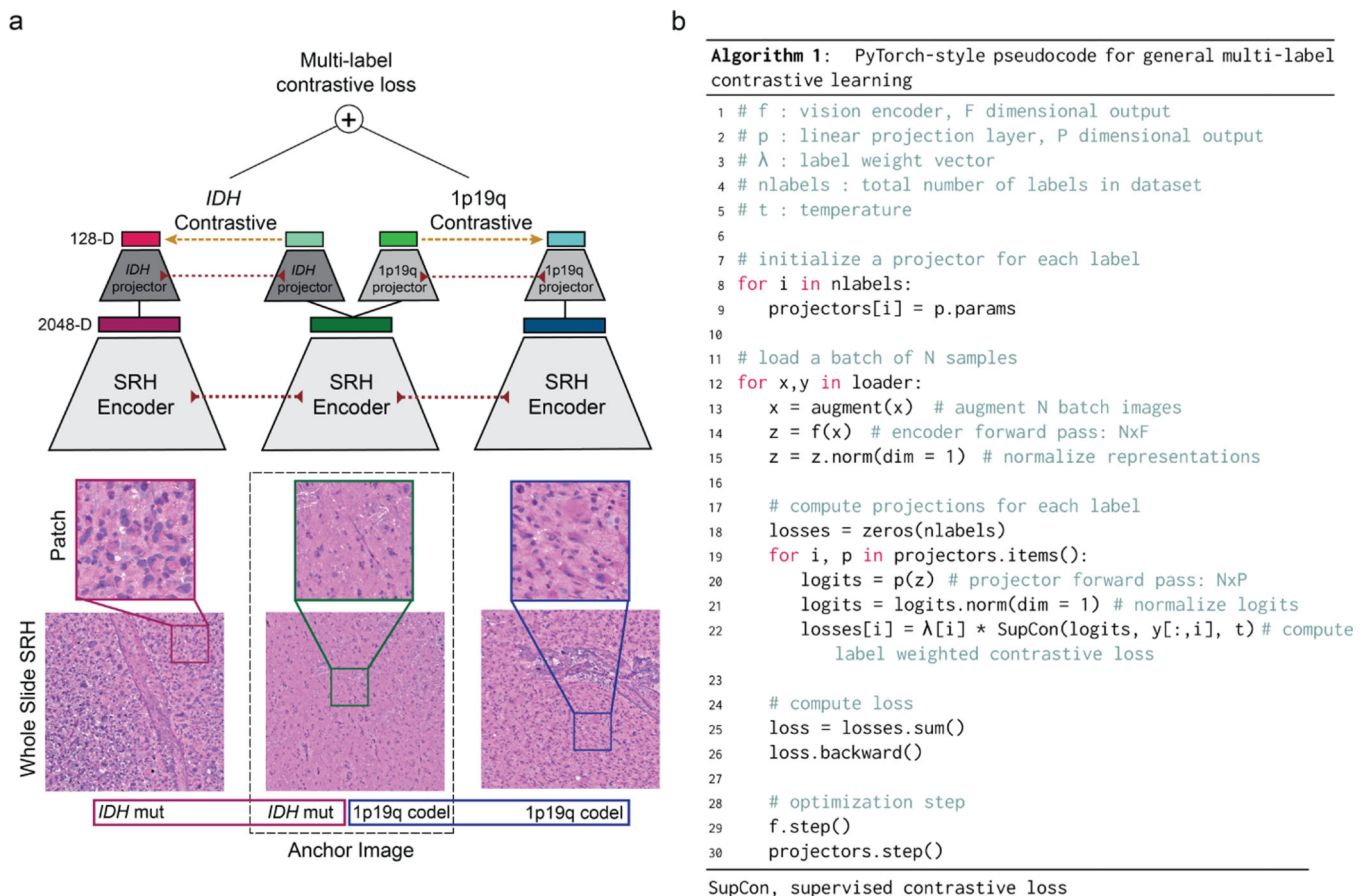 a
Multi-label
contrastive loss
+
IDH
Contrastive
1p19q
Contrastive
128-D
IDH
projector
IDH
projector
1p19q
projector
1p19q
projector
2048-D
SRH
Encoder
SRH
Encoder
SRH
Encoder
Patch
Whole Slide SRH
IDH mut
IDH mut
1p19q codel
1p19q codel
Anchor Image
b
Algorithm 1: PyTorch-style pseudocode for general multi-label
contrastive learning
1 # f : vision encoder, F dimensional output
2 # p : linear projection layer, P dimensional output
3 # λ : label weight vector
4 # nlabels : total number of labels in dataset
5 # t : temperature
6
7 # initialize a projector for each label
8 for i in nlabels:
9 projectors[i] = p.params
10
11 # load a batch of N samples
12 for x,y in loader:
13 x = augment(x) # augment N batch images
14 z = f(x) # encoder forward pass: NxF
15 z = z.norm(dim = 1) # normalize representations
16
17 # compute projections for each label
18 losses = zeros(nlabels)
19 for i, p in projectors.items():
20 logits = p(z) # projector forward pass: NxP
21 logits = logits.norm(dim = 1) # normalize logits
22 losses[i] = λ[i] * SupCon(logits, y[:,i], t) # compute
label weighted contrastive loss
23
24 # compute loss
25 loss = losses.sum()
26 loss.backward()
27
28 # optimization step
29 f.step()
30 projectors.step()
SupCon, supervised contrastive loss